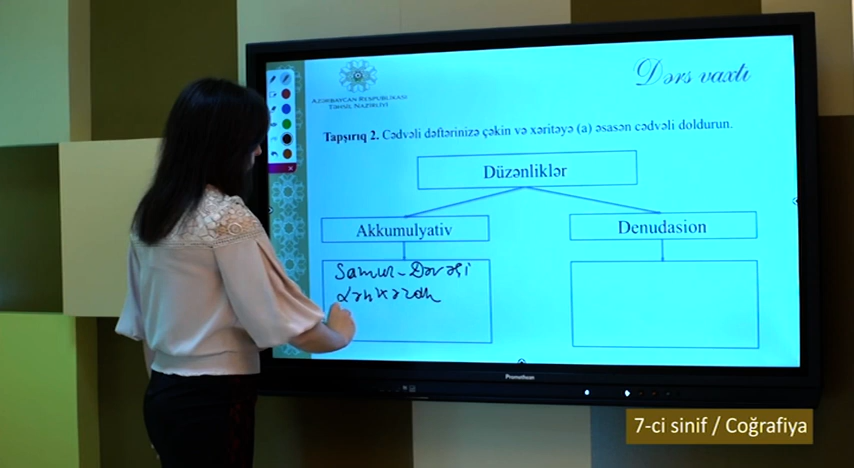 Dərs vaxtı
AZƏRBAYCAN RESPUBLİKASI
TƏHSİL NAZİRLİYİ
Tapşırıq 2. Cədvəli dəftərinizə çəkin və xəritəyə (a) əsasən cədvəli doldurun.
Düzənliklər
Akkumulyativ
Denudasion
Samur-Dəvəçi
Lənkəran
Promethean
7-ci sinif / Coğrafiya